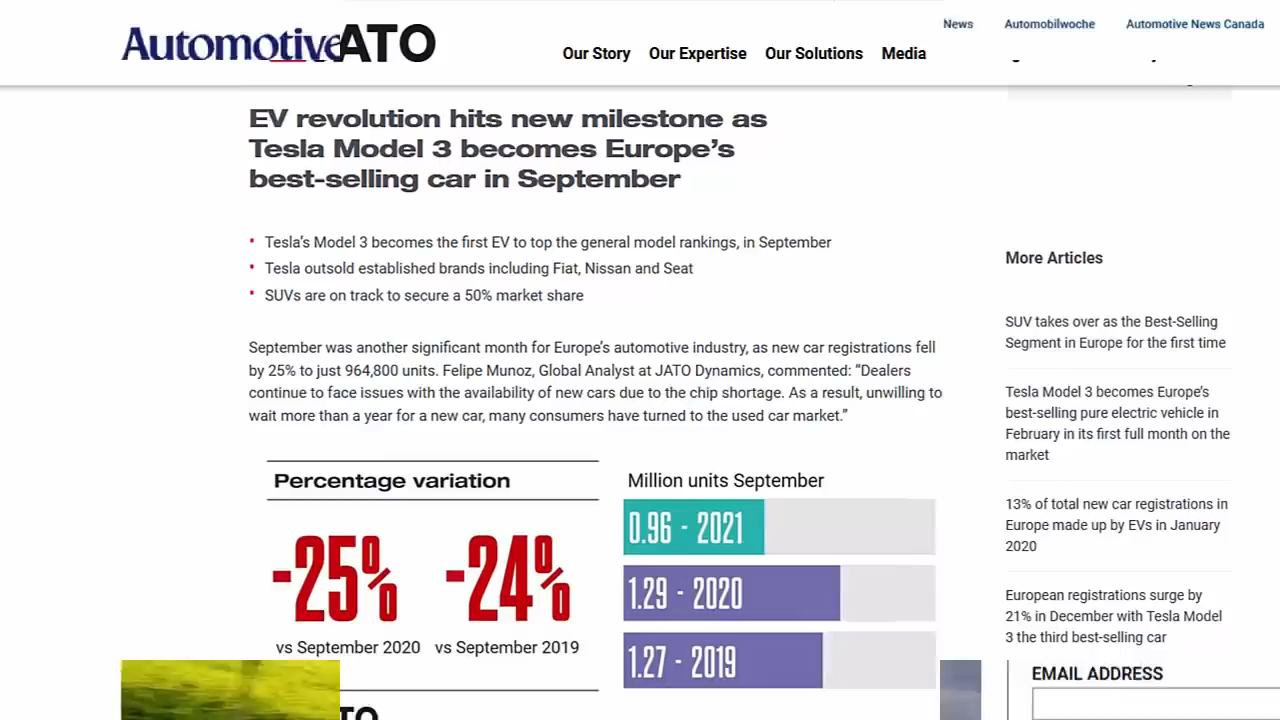 News Automobilwoche Automotive News Canada
Automotive ATO
Our Story Our Expertise Our Solutions Media
EV revolution hits new milestone as
Tesla Model 3 becomes Europe’s
best-selling car in September
• Tesla’s Model 3 becomes the first EV to top the general model rankings, in September
• Tesla outsold established brands including Fiat, Nissan and Seat
• SUVs are on track to secure a 50% market share
September was another significant month for Europe’s automotive industry, as new car registrations fell
by 25% to just 964,800 units. Felipe Munoz, Global Analyst at JATO Dynamics, commented: “Dealers
continue to face issues with the availability of new cars due to the chip shortage. As a result, unwilling to
wait more than a year for a new car, many consumers have turned to the used car market.”
Percentage variation
-25% -24%
vs September 2020 vs September 2019
Million units September
0.96 - 2021
1.29 - 2020
1.27 - 2019
More Articles
SUV takes over as the Best-Selling
Segment in Europe for the first time
Tesla Model 3 becomes Europe’s
best-selling pure electric vehicle in
February in its first full month on the
market
13% of total new car registrations in
Europe made up by EVs in January
2020
European registrations surge by
21% in December with Tesla Model
3 the third best-selling car
EMAIL ADDRESS